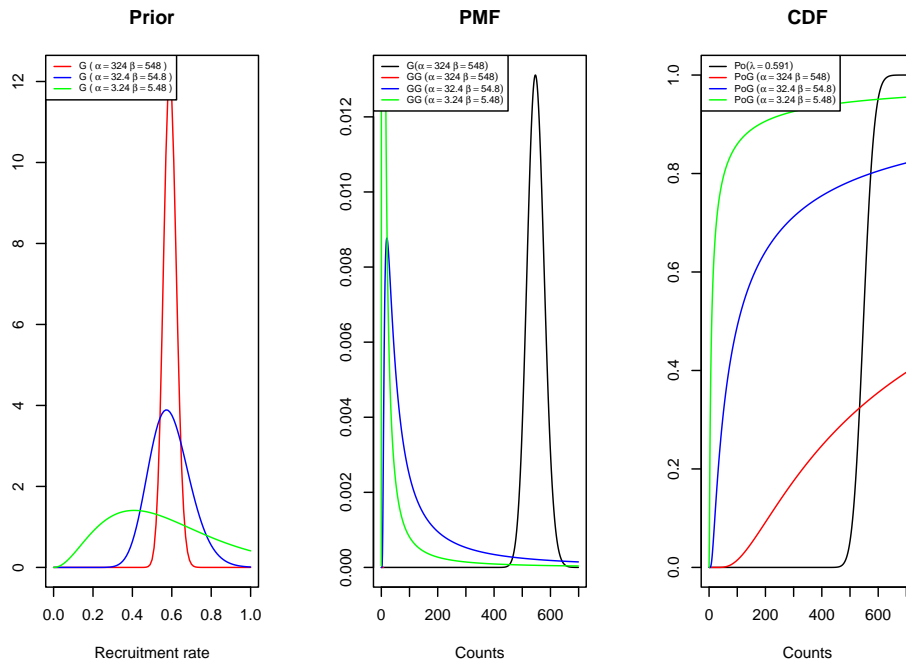 Prior
G ( α = 324 β = 548 )
G ( α = 32.4 β = 54.8 )
G ( α = 3.24 β = 5.48 )
12
10
8
6
4
2
0
0.0 0.2 0.4 0.6 0.8 1.0
Recruitment rate
PMF
G(α = 324 β = 548)
GG (α = 324 β = 548)
GG (α = 32.4 β = 54.8)
GG (α = 3.24 β = 5.48)
0.012
0.010
0.008
0.006
0.004
0.002
0.000
0 200 400 600
Counts
CDF
Po(λ = 0.591)
PoG (α = 324 β = 548)
PoG (α = 32.4 β = 54.8)
PoG (α = 3.24 β = 5.48)
1.0
0.8
0.6
0.4
0.2
0.0
0 200 400 600
Counts